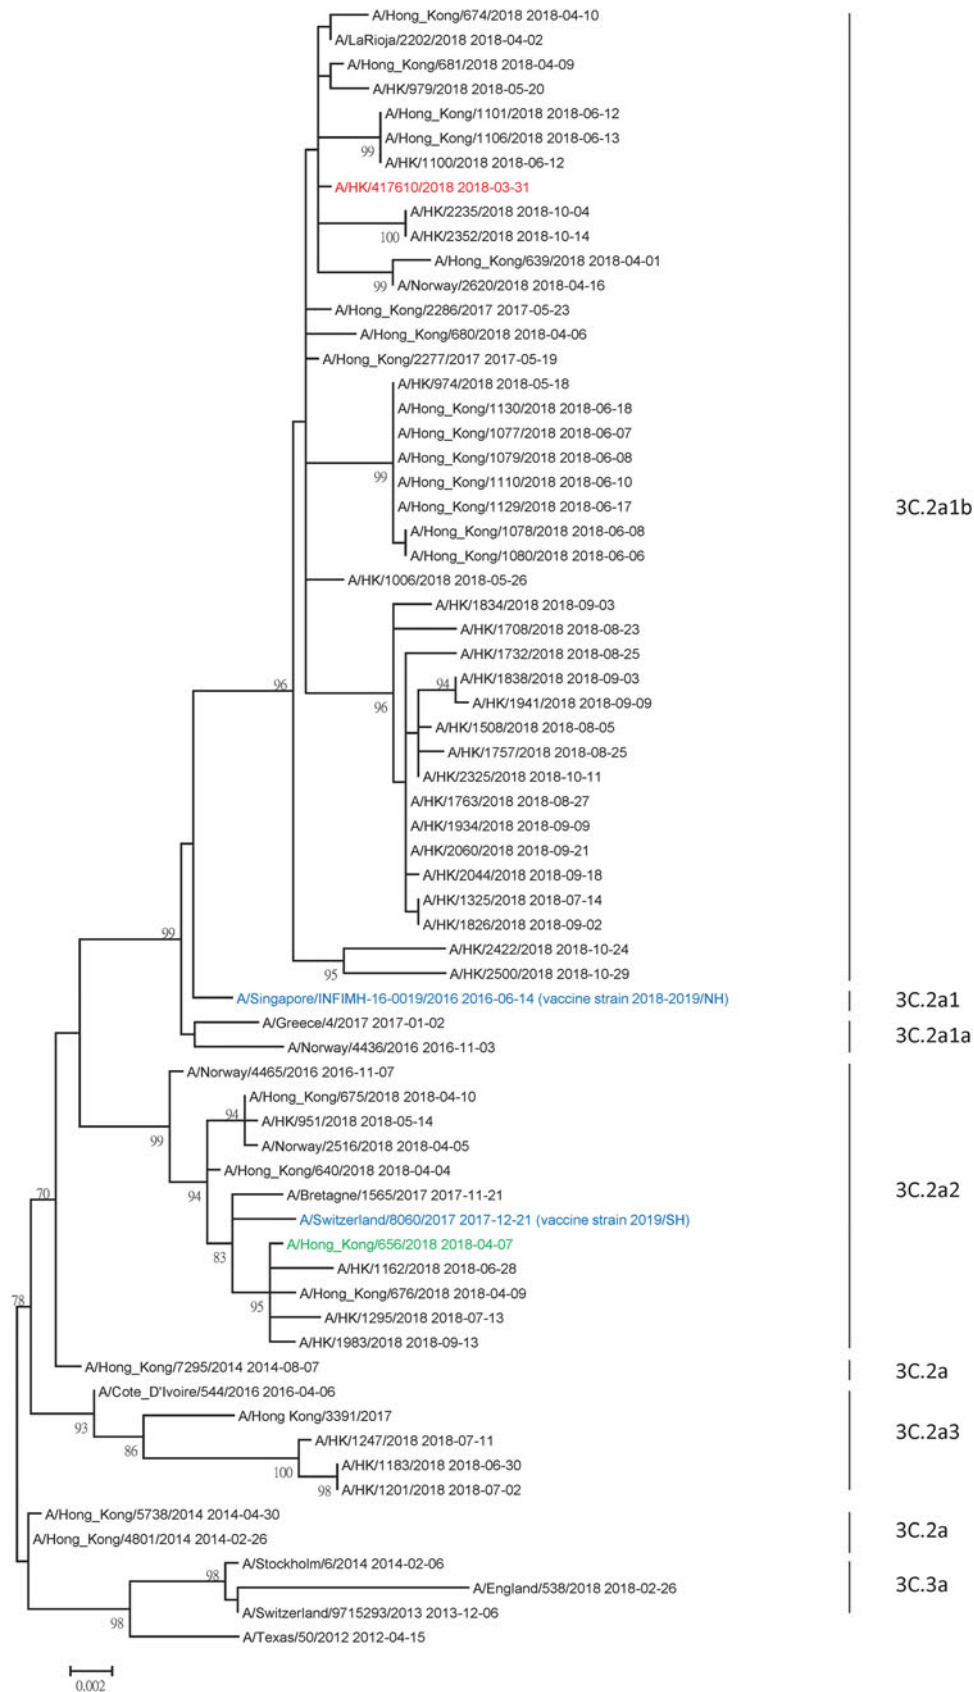 A/Hong_Kong/674/2018 2018-04-10
A/LaRioja/2202/2018 2018-04-02
A/Hong_Kong/681/2018 2018-04-09
A/HK/979/2018 2018-05-20
A/Hong_Kong/1101/2018 2018-06-12
A/Hong_Kong/1106/2018 2018-06-13
99
A/HK/1100/2018 2018-06-12
A/HK/417610/2018 2018-03-31
A/HK/2235/2018 2018-10-04
100
A/HK/2352/2018 2018-10-14
A/Hong_Kong/639/2018 2018-04-01
99
A/Norway/2620/2018 2018-04-16
A/Hong_Kong/2286/2017 2017-05-23
A/Hong_Kong/680/2018 2018-04-06
A/Hong_Kong/2277/2017 2017-05-19
A/HK/974/2018 2018-05-18
A/Hong_Kong/1130/2018 2018-06-18
A/Hong_Kong/1077/2018 2018-06-07
A/Hong_Kong/1079/2018 2018-06-08
99
A/Hong_Kong/1110/2018 2018-06-10
A/Hong_Kong/1129/2018 2018-06-17
3C.2a1b
A/Hong_Kong/1078/2018 2018-06-08
A/Hong_Kong/1080/2018 2018-06-06
A/HK/1006/2018 2018-05-26
A/HK/1834/2018 2018-09-03
A/HK/1708/2018 2018-08-23
A/HK/1732/2018 2018-08-25
96
94
A/HK/1838/2018 2018-09-03
96
A/HK/1941/2018 2018-09-09
A/HK/1508/2018 2018-08-05
A/HK/1757/2018 2018-08-25
A/HK/2325/2018 2018-10-11
A/HK/1763/2018 2018-08-27
A/HK/1934/2018 2018-09-09
A/HK/2060/2018 2018-09-21
A/HK/2044/2018 2018-09-18
A/HK/1325/2018 2018-07-14
A/HK/1826/2018 2018-09-02
99
A/HK/2422/2018 2018-10-24
95
A/HK/2500/2018 2018-10-29
A/Singapore/INFIMH-16-0019/2016 2016-06-14 (vaccine strain 2018-2019/NH)
3C.2a1
A/Greece/4/2017 2017-01-02
3C.2a1a
A/Norway/4436/2016 2016-11-03
A/Norway/4465/2016 2016-11-07
A/Hong_Kong/675/2018 2018-04-10
94
A/HK/951/2018 2018-05-14
99
A/Norway/2516/2018 2018-04-05
A/Hong_Kong/640/2018 2018-04-04
94
70
A/Bretagne/1565/2017 2017-11-21
3C.2a2
A/Switzerland/8060/2017 2017-12-21 (vaccine strain 2019/SH)
A/Hong_Kong/656/2018 2018-04-07
83
A/HK/1162/2018 2018-06-28
A/Hong_Kong/676/2018 2018-04-09
78
95
A/HK/1295/2018 2018-07-13
A/HK/1983/2018 2018-09-13
A/Hong_Kong/7295/2014 2014-08-07
3C.2a
A/Cote_D'Ivoire/544/2016 2016-04-06
A/Hong Kong/3391/2017
93
3C.2a3
A/HK/1247/2018 2018-07-11
86
A/HK/1183/2018 2018-06-30
100
98
A/HK/1201/2018 2018-07-02
A/Hong_Kong/5738/2014 2014-04-30
3C.2a
A/Hong_Kong/4801/2014 2014-02-26
A/Stockholm/6/2014 2014-02-06
98
3C.3a
A/England/538/2018 2018-02-26
A/Switzerland/9715293/2013 2013-12-06
98
A/Texas/50/2012 2012-04-15
0.002